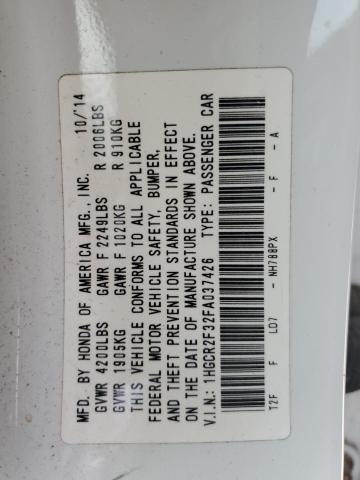 MFD. BY HONDA OF AMERICA MFG., INC. 10/'14
GVWR 4200LBS GAWR F 2249LBS R 2006LBS
GVWR 1905KG GAWR F 1020KG R 910KG
THIS VEHICLE CONFORMS TO ALL APPLICABLE
FEDERAL MOTOR VEHICLE SAFETY, BUMPER,
AND THEFT PREVENTION STANDARDS IN EFFECT
ON THE DATE OF MANUFACTURE SHOWN ABOVE.
V.I.N.: 1HGCR2F32FA037426 TYPE: PASSENGER CAR
T2F F LD7 - NH788PX - F - A